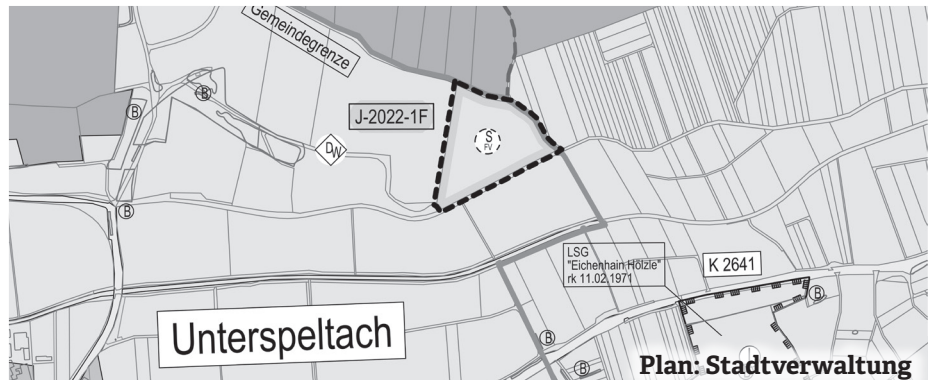 Gemeindegrenze
B
B
J-2022-1F
S
FV
DW
B
LSG
"Eichenhain Hölzle"
rk 11.02.1971
K 2641
B
Unterspeltach
B
B
Plan: Stadtverwaltung